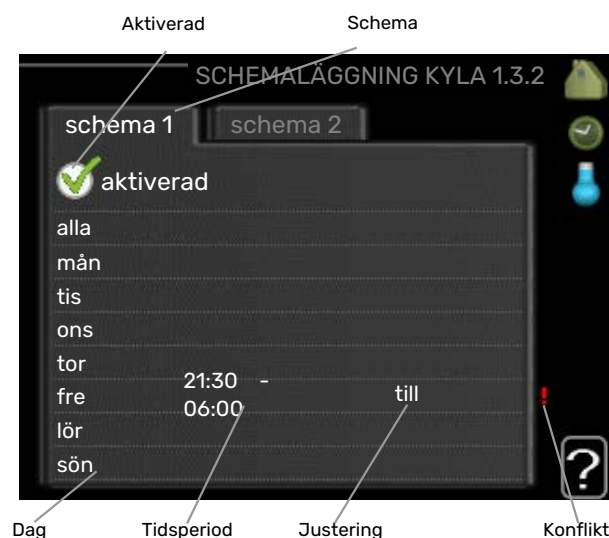 Aktiverad Schema
SCHEMALÄGGNING KYLA 1.3.2
schema 1 schema 2
aktiverad
alla
mån
tis
ons
tor
fre 21:30 - till !
06:00
lör
sön ?
Dag Tidsperiod Justering Konflikt